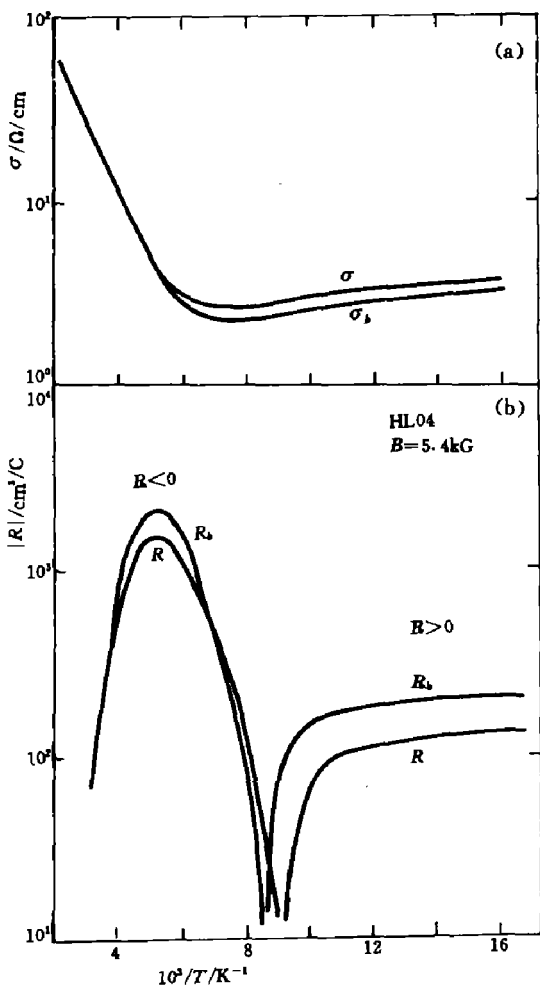 10²
(a)
σ/Ω/cm
10¹
σ
σ_b
10⁰
10⁴
(b)
HL04
B=5.4kG
|R|/cm³/C
R<0
R_b
R
10³
R>0
R_b
R
10²
10¹
4 8 12 16
10³/T/K⁻¹